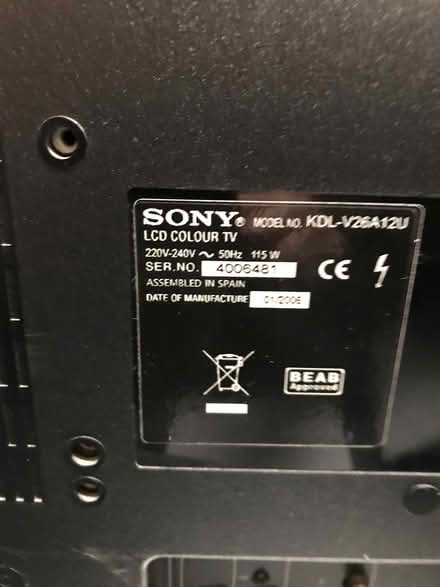 SONY® MODEL NO. KDL-V26A12U
LCD COLOUR TV
220V-240V ~ 50Hz 115 W
SER.NO. 4006481
ASSEMBLED IN SPAIN
DATE OF MANUFACTURE 01/2006
CE
BEAB
Approved